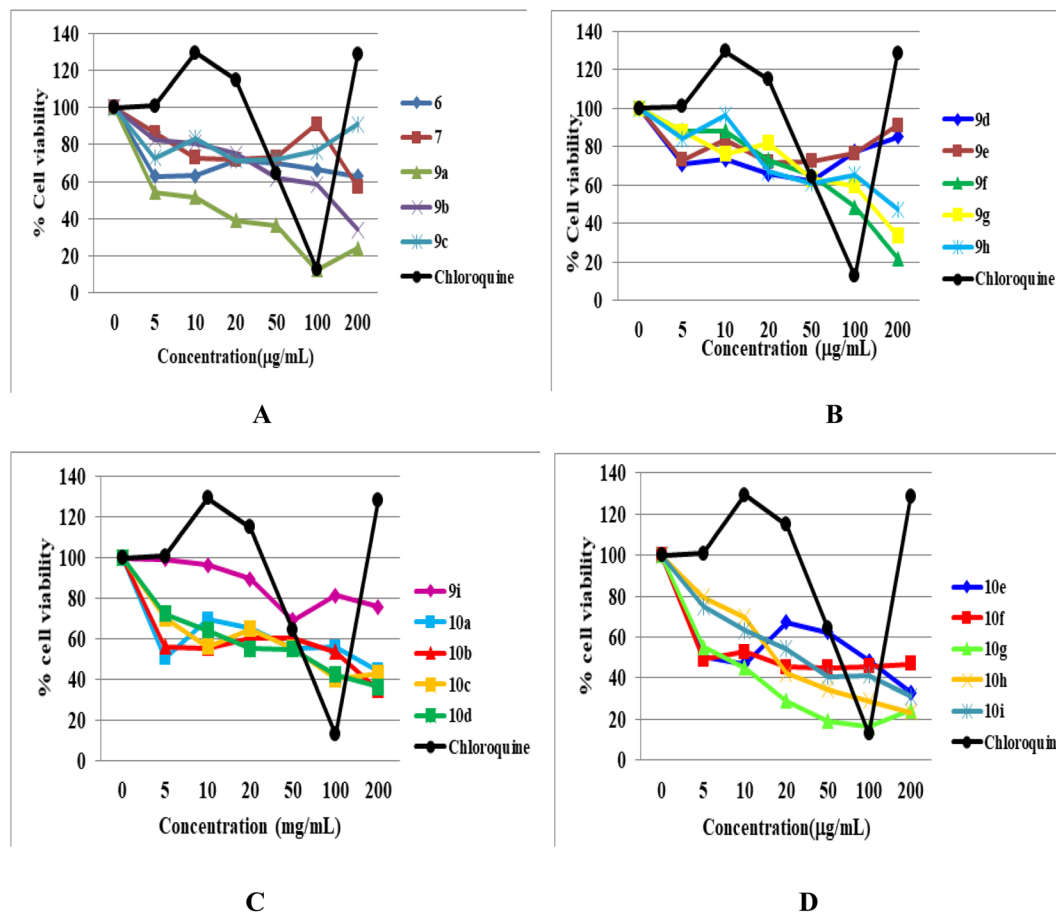 % Cell viability
140
120
100
80
60
40
20
0
0 5 10 20 50 100 200
Concentration(μg/mL)
6
7
9a
9b
9c
Chloroquine
A
% Cell viability
140
120
100
80
60
40
20
0
0 5 10 20 50 100 200
Concentration (μg/mL)
9d
9e
9f
9g
9h
Chloroquine
B
% cell viability
140
120
100
80
60
40
20
0
0 5 10 20 50 100 200
Concentration (mg/mL)
9i
10a
10b
10c
10d
Chloroquine
C
% cell viability
140
120
100
80
60
40
20
0
0 5 10 20 50 100 200
Concentration(μg/mL)
10e
10f
10g
10h
10i
Chloroquin
D